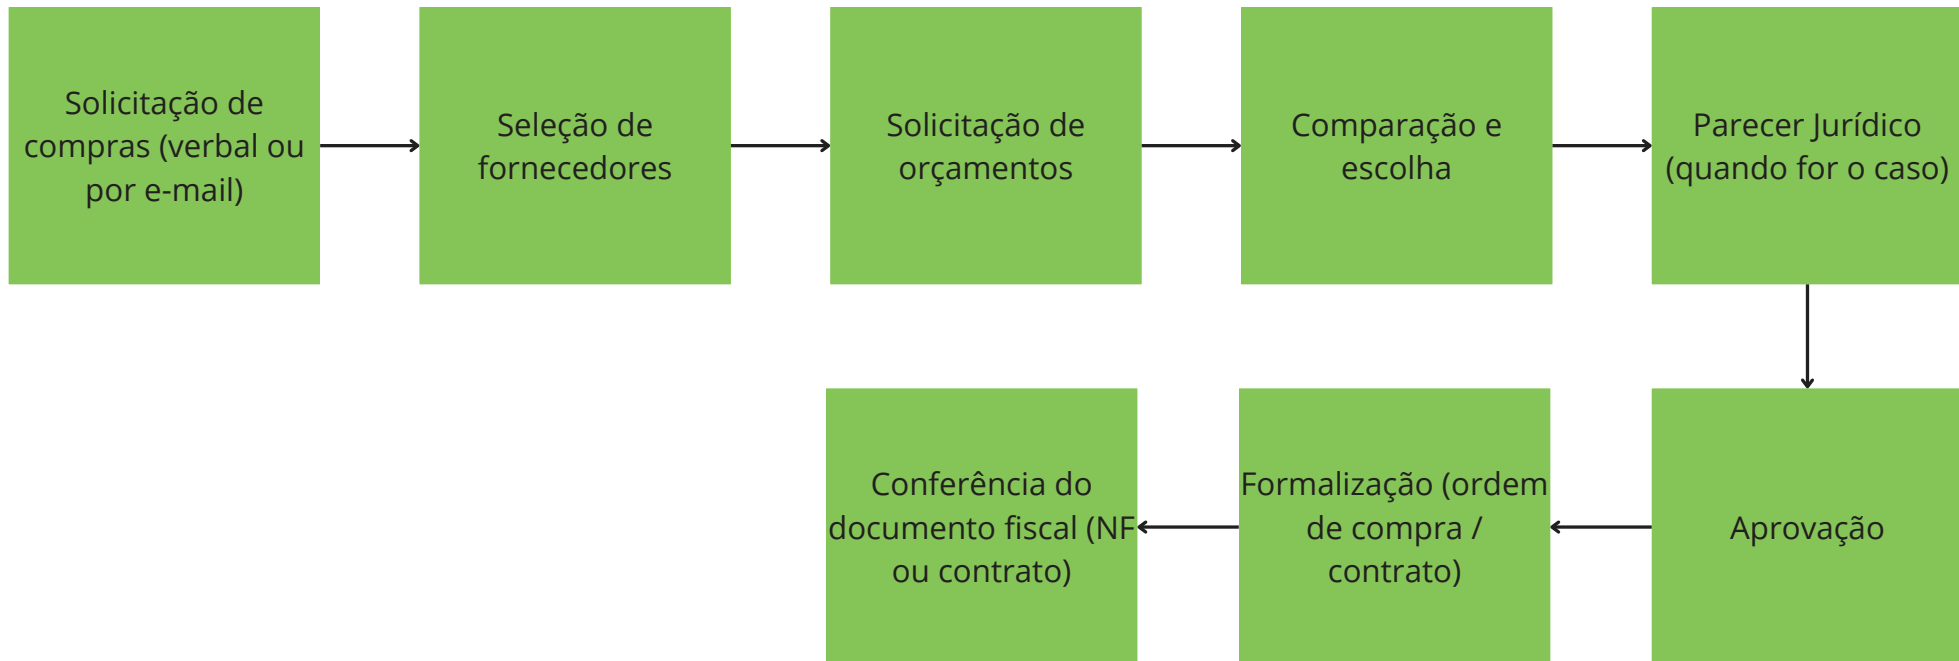 Solicitação de
compras (verbal ou
por e-mail)
Seleção de
fornecedores
Solicitação de
orçamentos
Comparação e
escolha
Parecer Jurídico
(quando for o caso)
Aprovação
Formalização (ordem
de compra /
contrato)
Conferência do
documento fiscal (NF
ou contrato)